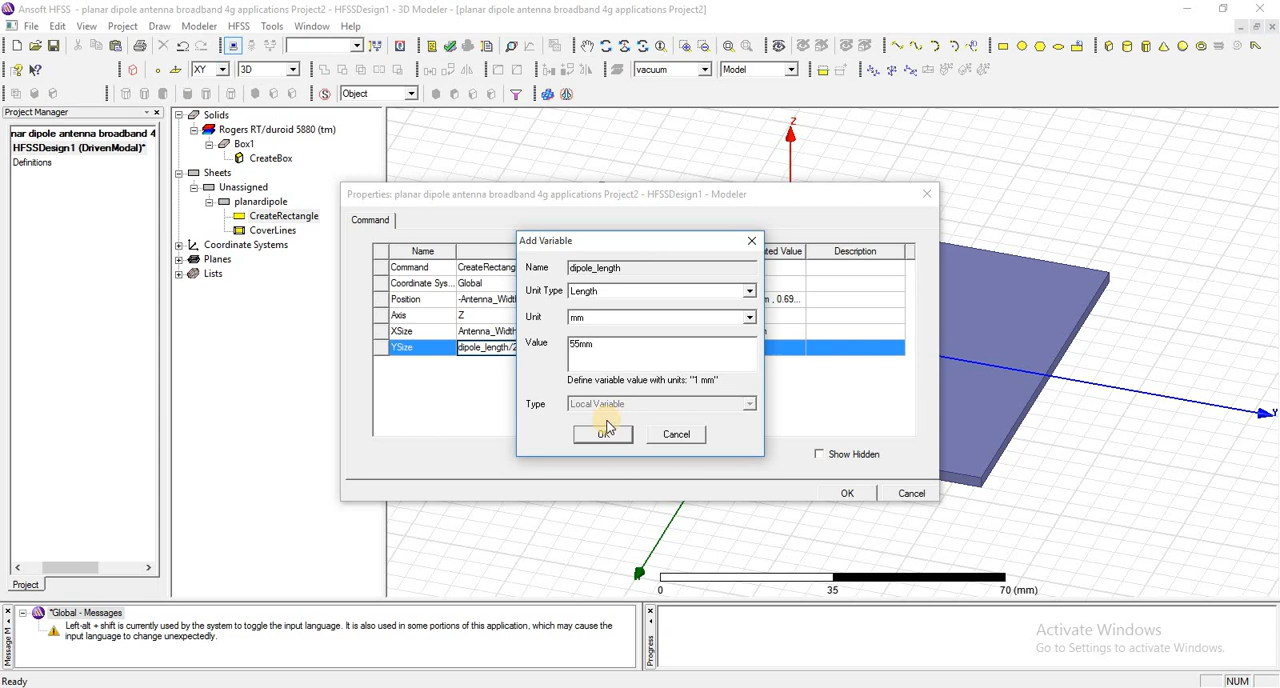 Ansoft HFSS - planar dipole antenna broadband 4g applications Project2 - HFSSDesign1 - 3D Modeler - [planar dipole antenna broadband 4g applications Project2]
File Edit View Project Draw Modeler HFSS Tools Window Help
XY 3D vacuum Model
Object
Project Manager
nar dipole antenna broadband 4
HFSSDesign1 (DrivenModal)*
Definitions
Project
Solids
Rogers RT/duroid 5880 (tm)
Box1
CreateBox
Sheets
Unassigned
planardipole
CreateRectangle
CoverLines
Coordinate Systems
Planes
Lists
Z
Properties: planar dipole antenna broadband 4g applications Project2 - HFSSDesign1 - Modeler
Command
Name ted Value Description
Command CreateRectang
Coordinate Sys... Global
Position -Antenna_Widt m , 0.69...
Axis Z
XSize Antenna_Width
YSize dipole_length/2
Show Hidden
OK Cancel
Add Variable
Name dipole_length
Unit Type Length
Unit mm
Value 55mm
Define variable value with units: "1 mm"
Type Local Variable
OK Cancel
Y
0 35 70 (mm)
*Global - Messages
Left-alt + shift is currently used by the system to toggle the input language. It is also used in some portions of this application, which may cause the
input language to change unexpectedly.
Message M
Progress
Activate Windows
Go to Settings to activate Windows.
Ready NUM